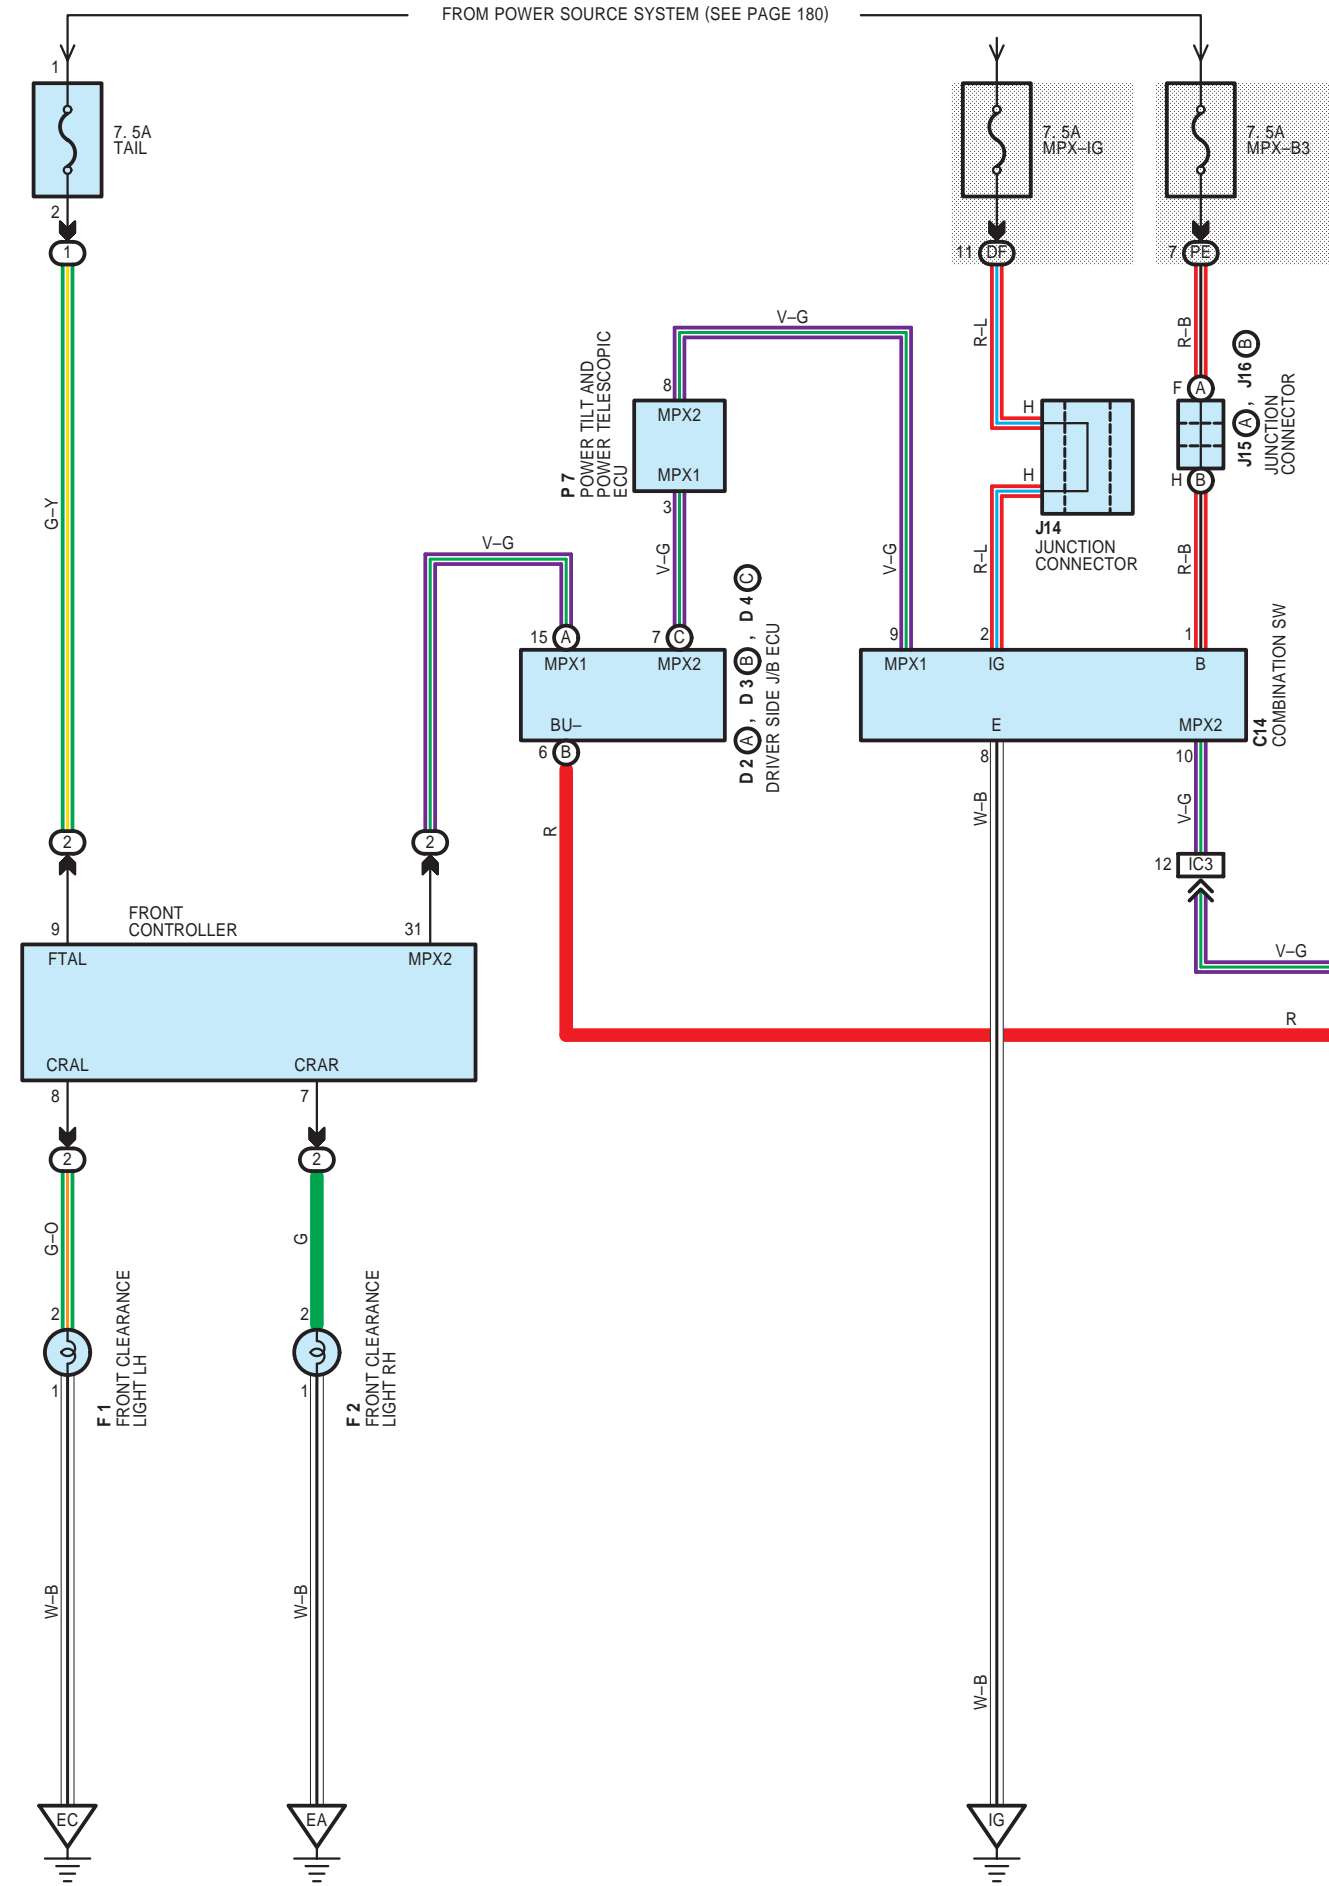 FROM POWER SOURCE SYSTEM (SEE PAGE 180)
1
7. 5A
TAIL
2
1
7. 5A
MPX–IG
11
DF
7. 5A
MPX–B3
7
PE
G–Y
V–G
P 7
POWER TILT AND
POWER TELESCOPIC
ECU
8
MPX2
MPX1
3
V–G
V–G
R–L
H
H
J14
JUNCTION
CONNECTOR
R–L
R–B
F
A
J15 A , J16 B
JUNCTION
CONNECTOR
H
B
R–B
V–G
15
A
7
C
MPX1
MPX2
BU–
6
B
D 2 A , D 3 B , D 4 C
DRIVER SIDE J/B ECU
9
2
1
MPX1
IG
B
E
MPX2
C14
COMBINATION SW
8
10
R
W–B
V–G
12
IC3
V–G
R
2
2
FRONT
CONTROLLER
9
31
FTAL
MPX2
CRAL
CRAR
8
7
2
2
G–O
G
2
2
F 1
FRONT CLEARANCE
LIGHT LH
F 2
FRONT CLEARANCE
LIGHT RH
1
1
W–B
W–B
W–B
EC
EA
IG